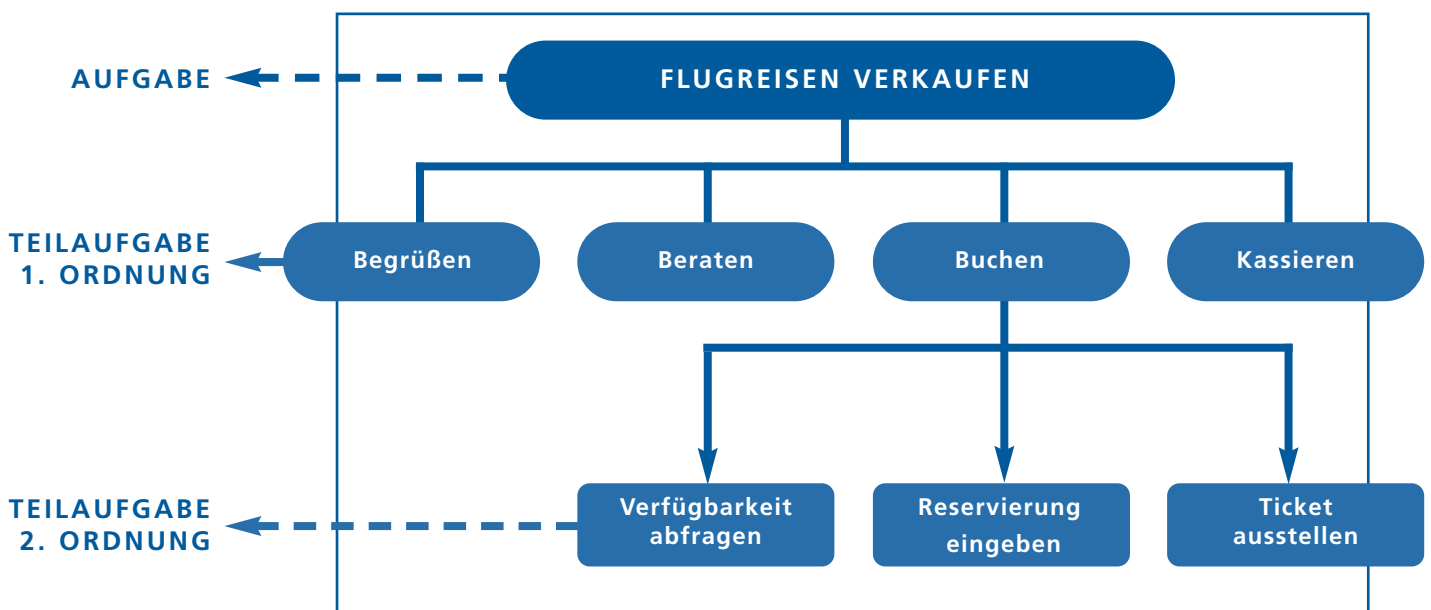 AUFGABE
FLUGREISEN VERKAUFEN
TEILAUFGABE
1. ORDNUNG
Begrüßen
Beraten
Buchen
Kassieren
TEILAUFGABE
2. ORDNUNG
Verfügbarkeit
abfragen
Reservierung
eingeben
Ticket
ausstellen